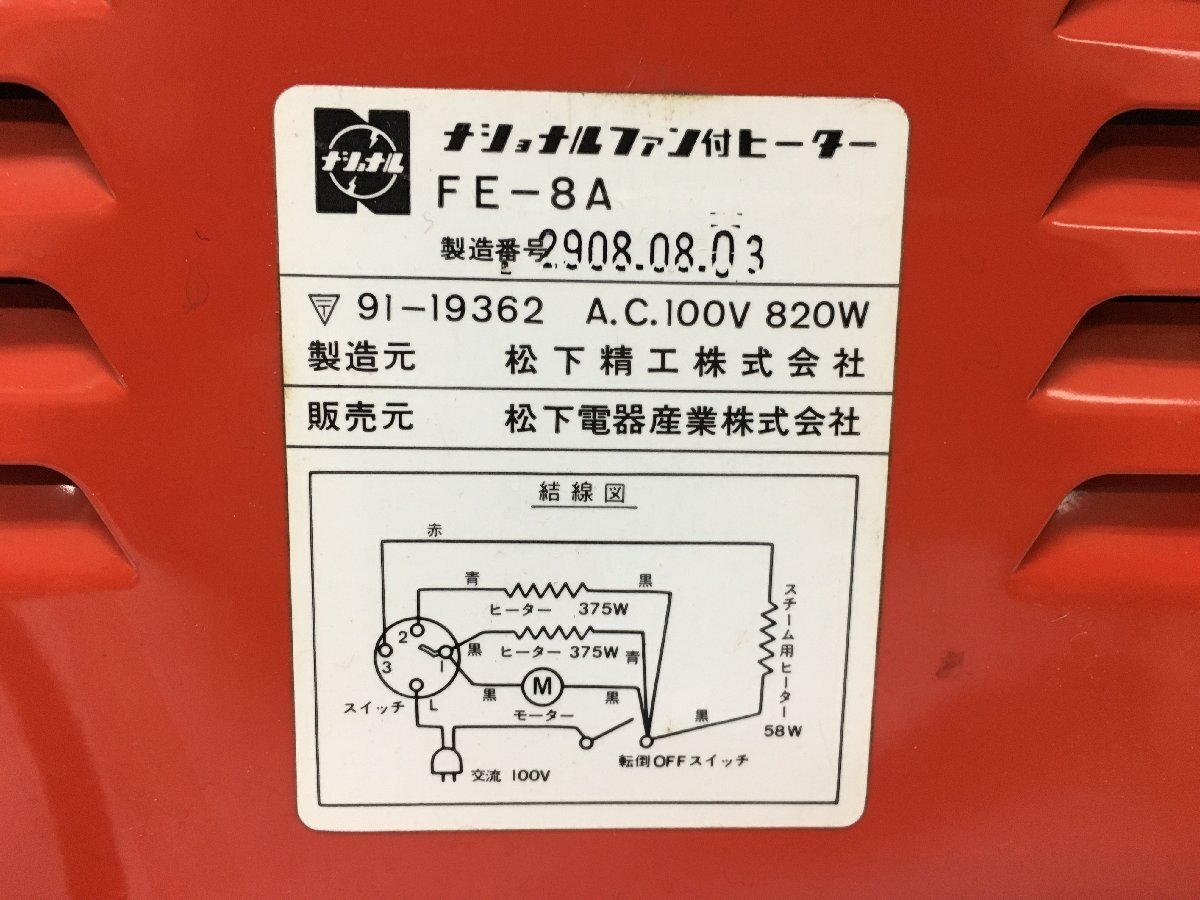 ナショナル
ナショナルファン付ヒーター
FE-8A
製造番号 2908.08.03
〒 91-19362 A.C.100V 820W
製造元 松下精工株式会社
販売元 松下電器産業株式会社
結線図
赤
青 黒
ヒーター 375W
2
黒
3 1
ヒーター 375W 青
スチーム用ヒーター
58W
黒 M 黒
スイッチ L
モーター
黒
転倒OFFスイッチ
交流 100V